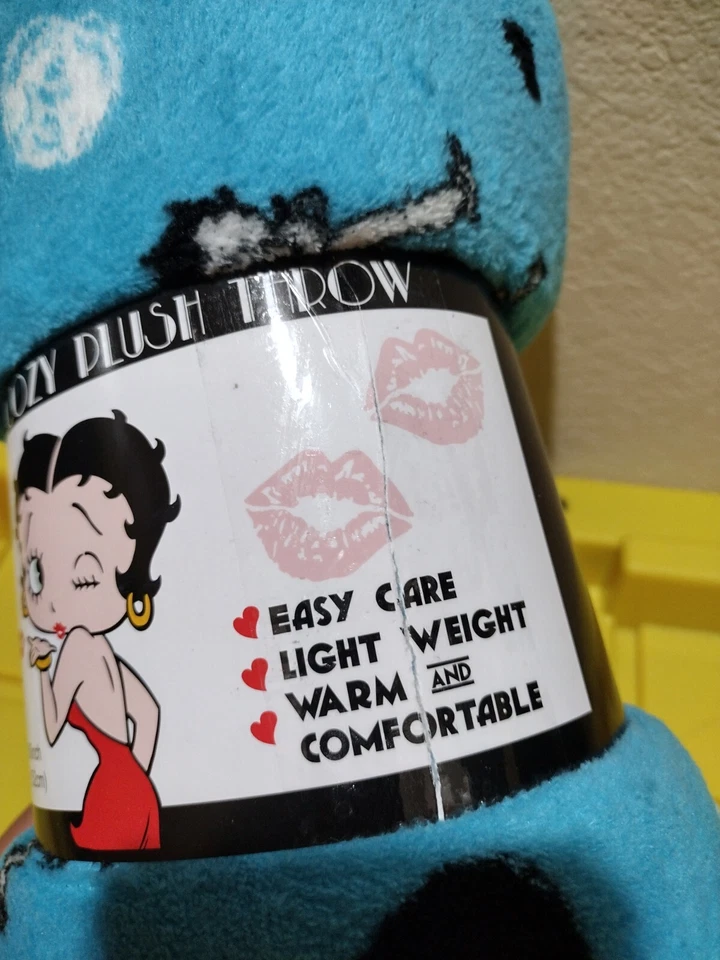 OZY PLUSH THROW
EASY CARE
LIGHT WEIGHT
WARM AND
COMFORTABLE